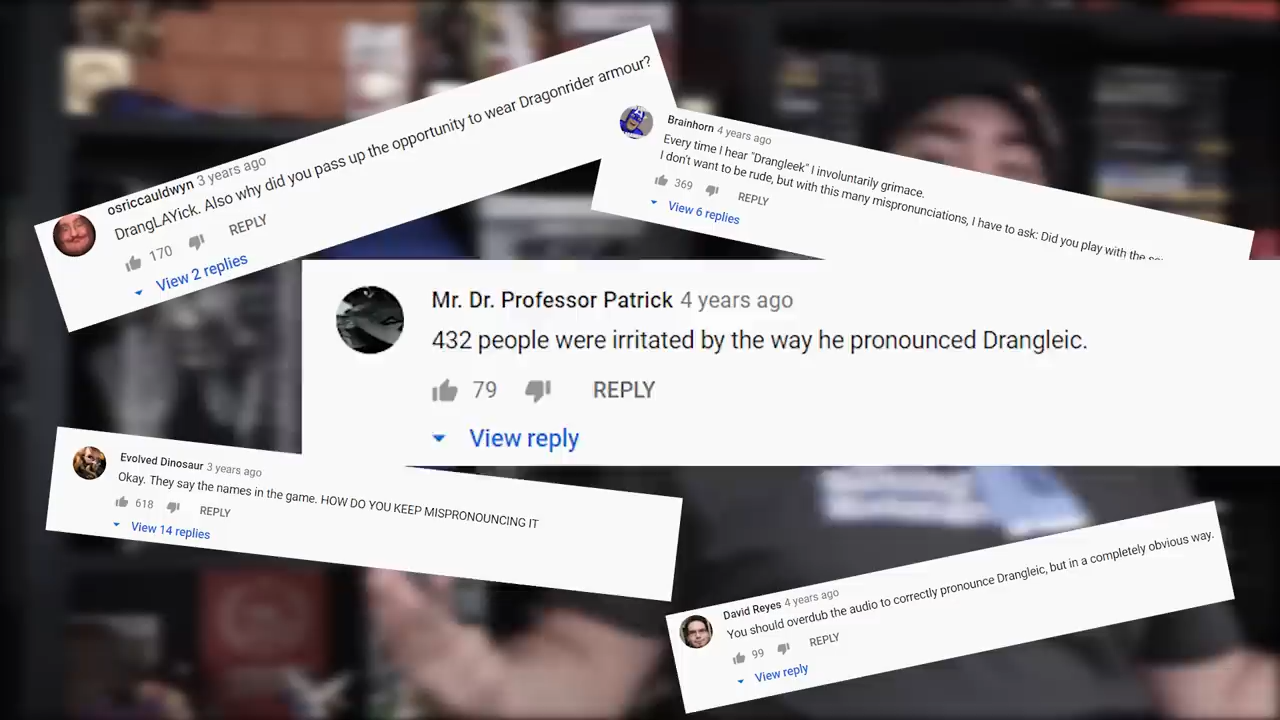 osriccauldwyn 3 years ago
DrangLAYick. Also why did you pass up the opportunity to wear Dragonrider armour?
170 REPLY
View 2 replies
Brainhorn 4 years ago
Every time I hear "Drangleek" I involuntarily grimace.
I don't want to be rude, but with this many mispronunciations, I have to ask: Did you play with the
369 REPLY
View 6 replies
Mr. Dr. Professor Patrick 4 years ago
432 people were irritated by the way he pronounced Drangleic.
79 REPLY
View reply
Evolved Dinosaur 3 years ago
Okay. They say the names in the game. HOW DO YOU KEEP MISPRONOUNCING IT
618 REPLY
View 14 replies
David Reyes 4 years ago
You should overdub the audio to correctly pronounce Drangleic, but in a completely obvious way.
99 REPLY
View reply